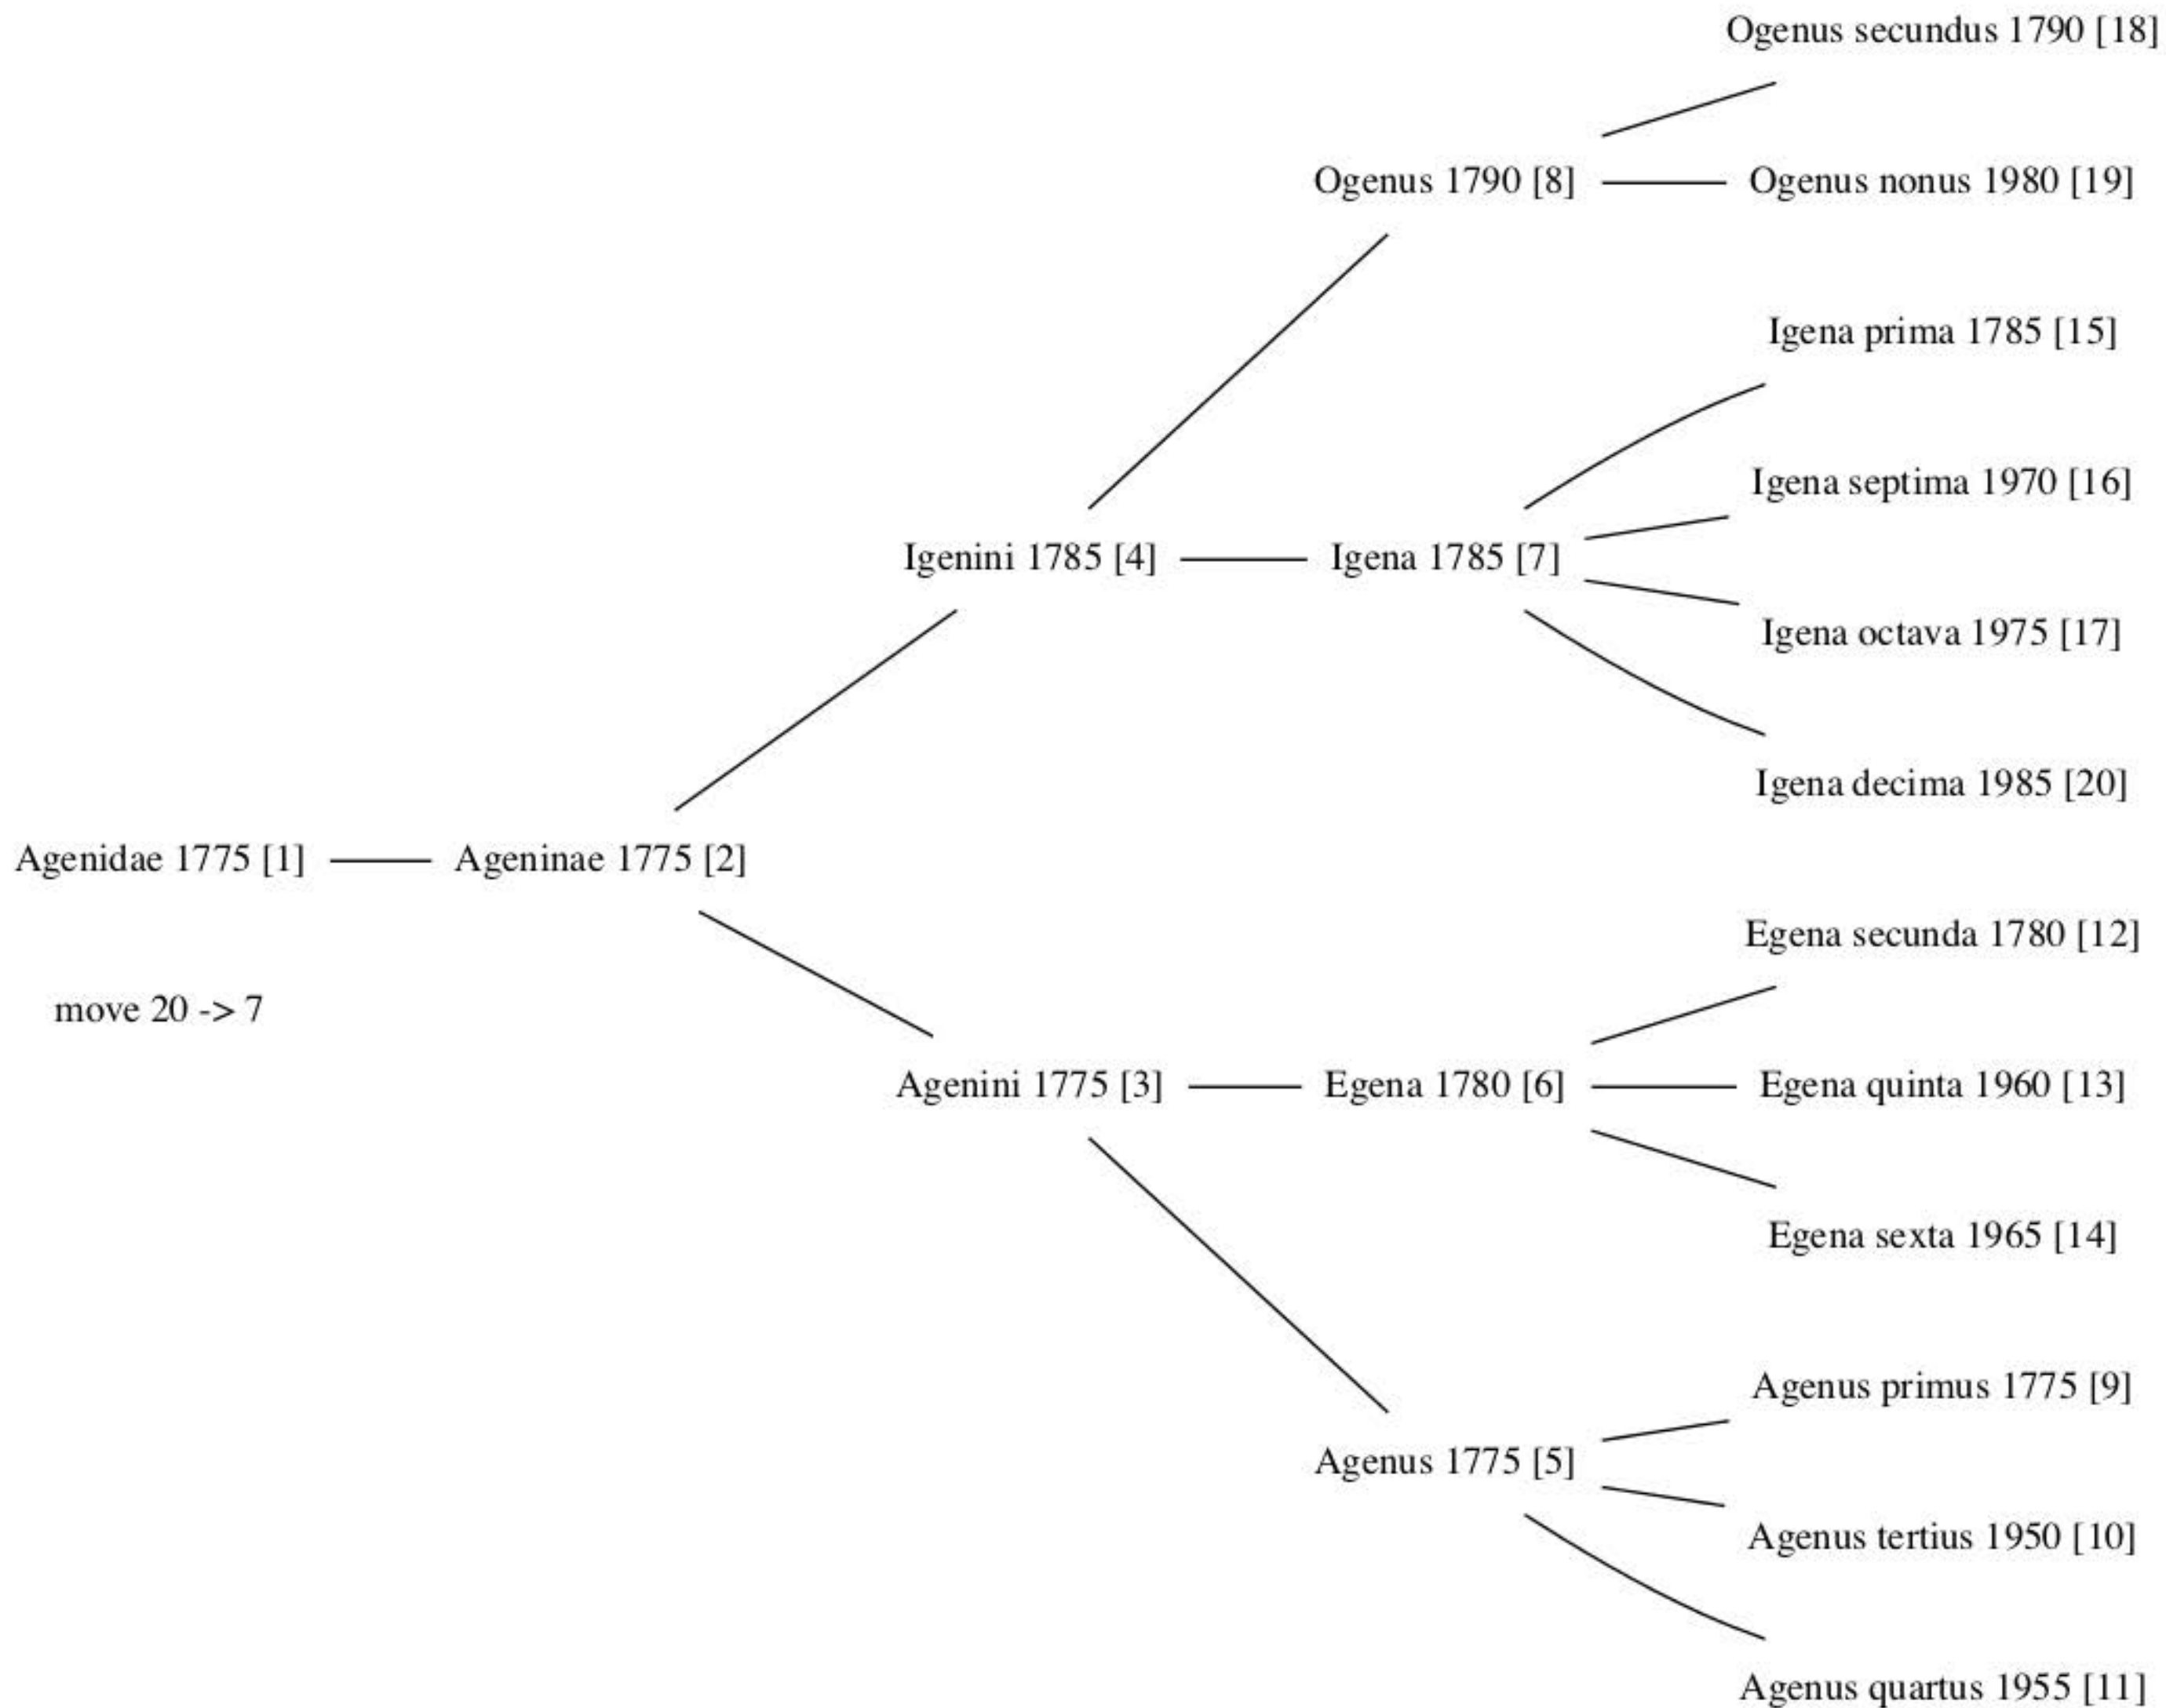 Ogenus secundus 1790 [18]
Ogenus 1790 [8]
Ogenus nonus 1980 [19]
Igena prima 1785 [15]
Igena septima 1970 [16]
Igenini 1785 [4]
Igena 1785 [7]
Igena octava 1975 [17]
Igena decima 1985 [20]
Agenidae 1775 [1]
Ageninae 1775 [2]
Egena secunda 1780 [12]
move 20 -> 7
Agenini 1775 [3]
Egena 1780 [6]
Egena quinta 1960 [13]
Egena sexta 1965 [14]
Agenus primus 1775 [9]
Agenus 1775 [5]
Agenus tertius 1950 [10]
Agenus quartus 1955 [11]